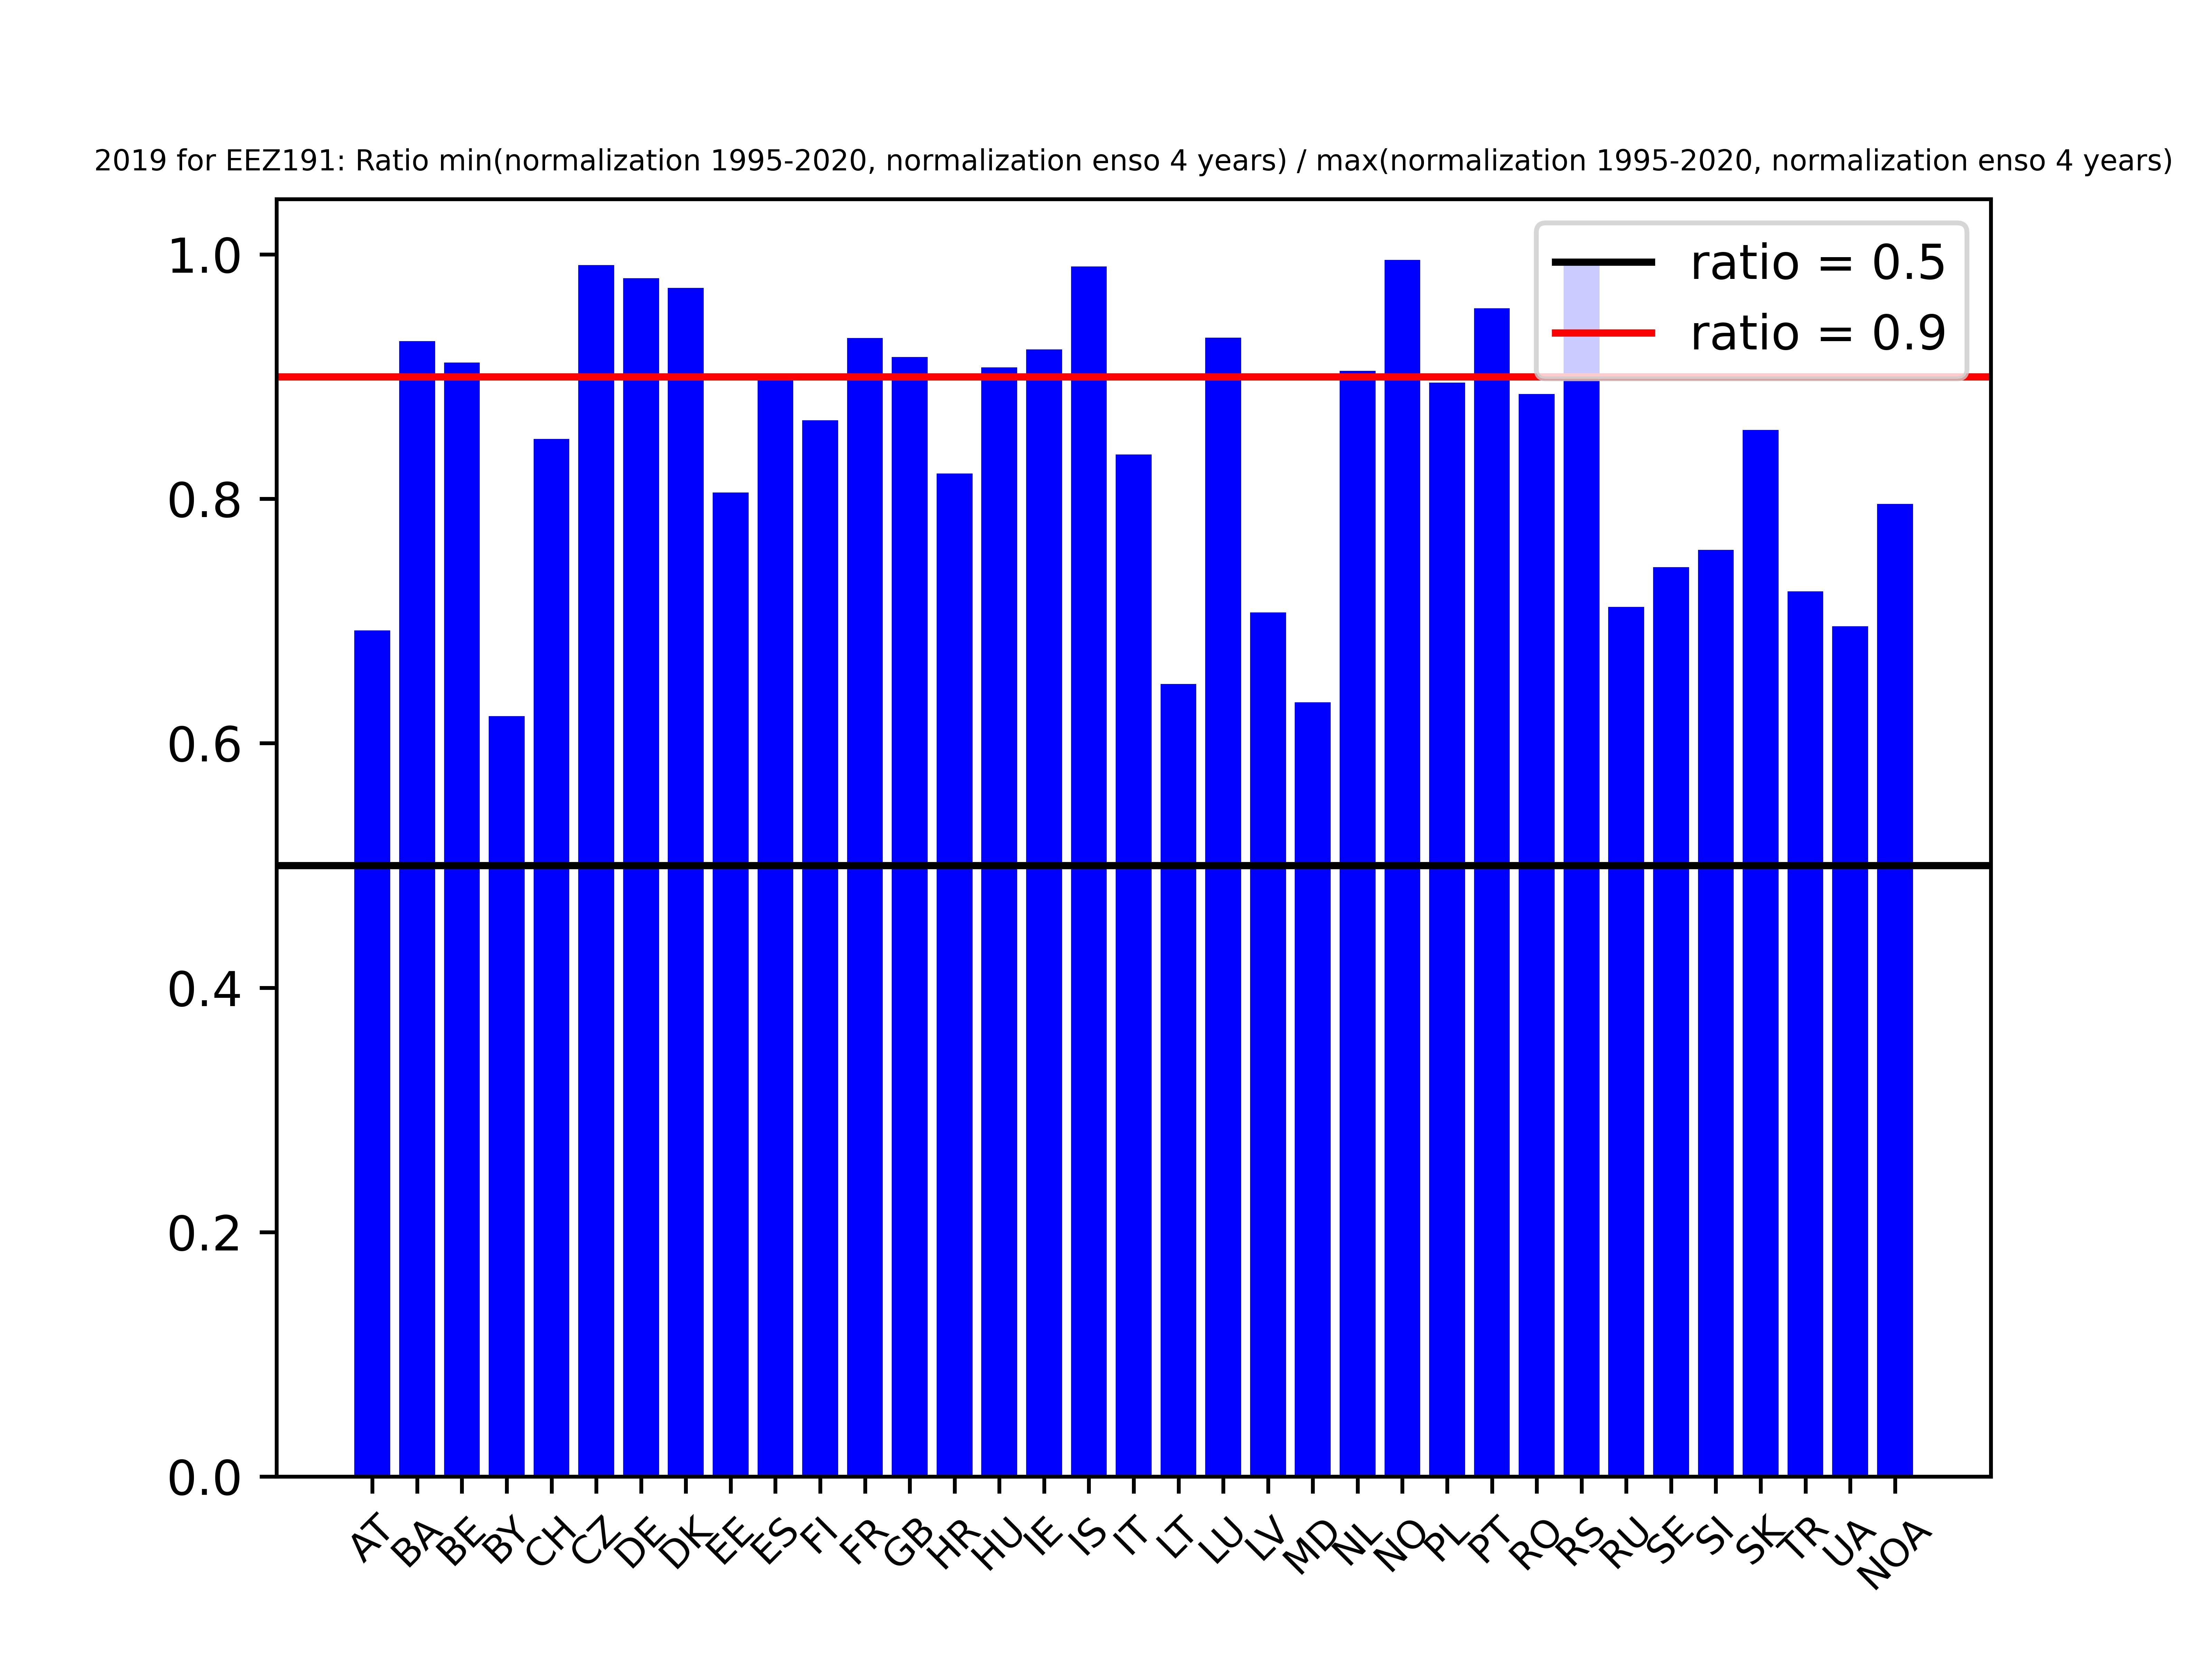 2019 for EEZ191: Ratio min(normalization 1995-2020, normalization enso 4 years) / max(normalization 1995-2020, normalization enso 4 years)
ratio = 0.5
ratio = 0.9
1.0
0.8
0.6
0.4
0.2
0.0
AT BA BE BY CH CZ DE DK EE ES FI FR GB HR HU IE IS IT LT LU LV MD NL NO PL PT RO RS RU SE SI SK TR UA NOA